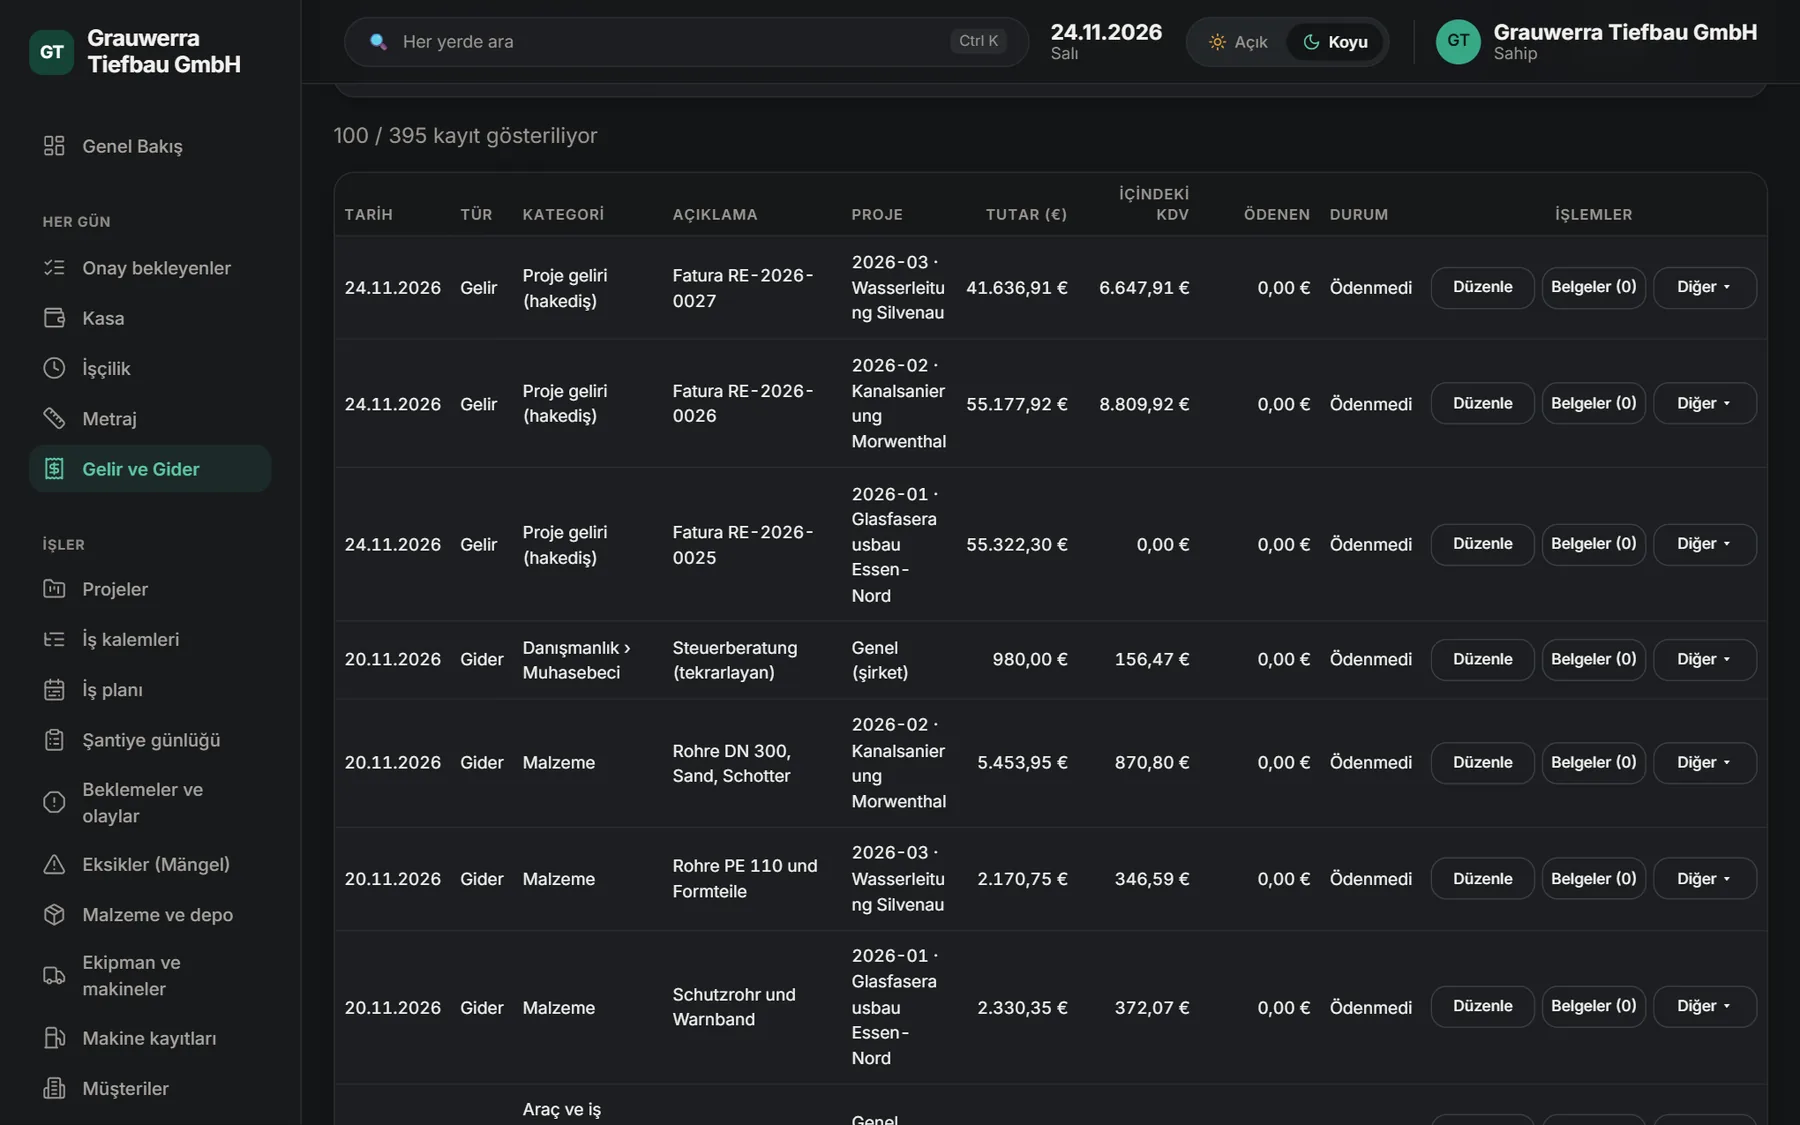 GT
Grauwerra
Tiefbau GmbH
Genel Bakış
HER GÜN
Onay bekleyenler
Kasa
İşçilik
Metraj
Gelir ve Gider
İŞLER
Projeler
İş kalemleri
İş planı
Şantiye günlüğü
Beklemeler ve
olaylar
Eksikler (Mängel)
Malzeme ve depo
Ekipman ve
makineler
Makine kayıtları
Müşteriler
Her yerde ara
Ctrl K
24.11.2026
Salı
Açık
Koyu
GT
Grauwerra Tiefbau GmbH
Sahip
100 / 395 kayıt gösteriliyor
TARİH TÜR KATEGORİ AÇIKLAMA PROJE TUTAR (€) İÇİNDEKİ KDV ÖDENEN DURUM İŞLEMLER
24.11.2026 Gelir Proje geliri (hakediş) Fatura RE-2026-0027 2026-03 · Wasserleitung Silvenau 41.636,91 € 6.647,91 € 0,00 € Ödenmedi Düzenle Belgeler (0) Diğer
24.11.2026 Gelir Proje geliri (hakediş) Fatura RE-2026-0026 2026-02 · Kanalsanierung Morwenthal 55.177,92 € 8.809,92 € 0,00 € Ödenmedi Düzenle Belgeler (0) Diğer
24.11.2026 Gelir Proje geliri (hakediş) Fatura RE-2026-0025 2026-01 · Glasfaserausbau Essen-Nord 55.322,30 € 0,00 € 0,00 € Ödenmedi Düzenle Belgeler (0) Diğer
20.11.2026 Gider Danışmanlık › Muhasebeci Steuerberatung (tekrarlayan) Genel (şirket) 980,00 € 156,47 € 0,00 € Ödenmedi Düzenle Belgeler (0) Diğer
20.11.2026 Gider Malzeme Rohre DN 300, Sand, Schotter 2026-02 · Kanalsanierung Morwenthal 5.453,95 € 870,80 € 0,00 € Ödenmedi Düzenle Belgeler (0) Diğer
20.11.2026 Gider Malzeme Rohre PE 110 und Formteile 2026-03 · Wasserleitung Silvenau 2.170,75 € 346,59 € 0,00 € Ödenmedi Düzenle Belgeler (0) Diğer
20.11.2026 Gider Malzeme Schutzrohr und Warnband 2026-01 · Glasfaserausbau Essen-Nord 2.330,35 € 372,07 € 0,00 € Ödenmedi Düzenle Belgeler (0) Diğer
Araç ve iş Genel